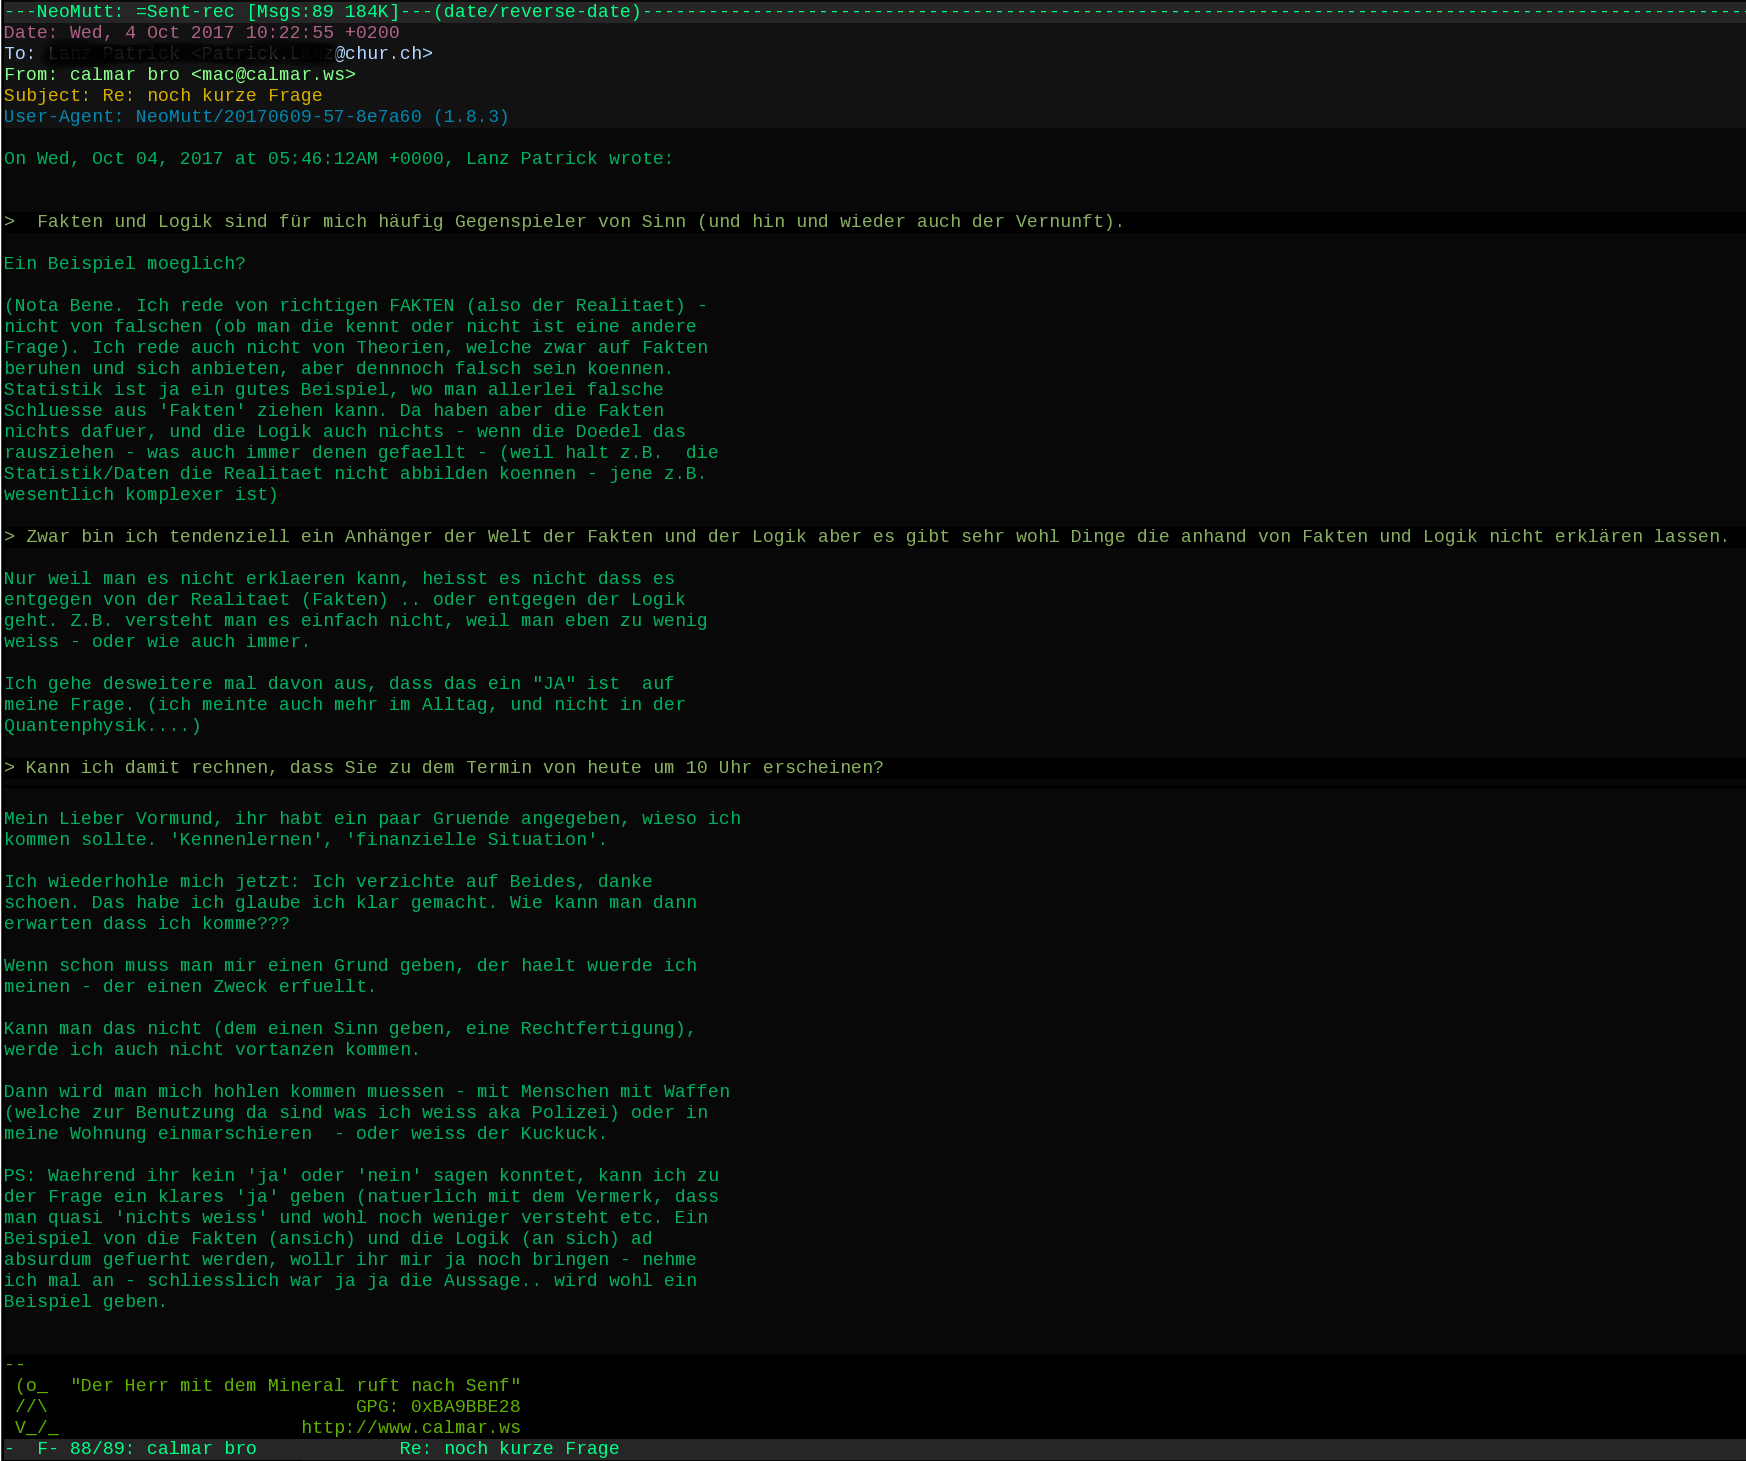 ---NeoMutt: =Sent-rec [Msgs:89 184K]---(date/reverse-date)-----------------------------------------------------------------------------------------------------
Date: Wed, 4 Oct 2017 10:22:55 +0200
To: @chur.ch>
From: calmar bro <mac@calmar.ws>
Subject: Re: noch kurze Frage
User-Agent: NeoMutt/20170609-57-8e7a60 (1.8.3)
On Wed, Oct 04, 2017 at 05:46:12AM +0000, Lanz Patrick wrote:
>  Fakten und Logik sind für mich häufig Gegenspieler von Sinn (und hin und wieder auch der Vernunft).
Ein Beispiel moeglich?
(Nota Bene. Ich rede von richtigen FAKTEN (also der Realitaet) -
nicht von falschen (ob man die kennt oder nicht ist eine andere
Frage). Ich rede auch nicht von Theorien, welche zwar auf Fakten
beruhen und sich anbieten, aber dennnoch falsch sein koennen.
Statistik ist ja ein gutes Beispiel, wo man allerlei falsche
Schluesse aus 'Fakten' ziehen kann. Da haben aber die Fakten
nichts dafuer, und die Logik auch nichts - wenn die Doedel das
rausziehen - was auch immer denen gefaellt - (weil halt z.B.  die
Statistik/Daten die Realitaet nicht abbilden koennen - jene z.B.
wesentlich komplexer ist)
> Zwar bin ich tendenziell ein Anhänger der Welt der Fakten und der Logik aber es gibt sehr wohl Dinge die anhand von Fakten und Logik nicht erklären lassen.
Nur weil man es nicht erklaeren kann, heisst es nicht dass es
entgegen von der Realitaet (Fakten) .. oder entgegen der Logik
geht. Z.B. versteht man es einfach nicht, weil man eben zu wenig
weiss - oder wie auch immer.
Ich gehe desweitere mal davon aus, dass das ein "JA" ist  auf
meine Frage. (ich meinte auch mehr im Alltag, und nicht in der
Quantenphysik....)
> Kann ich damit rechnen, dass Sie zu dem Termin von heute um 10 Uhr erscheinen?
Mein Lieber Vormund, ihr habt ein paar Gruende angegeben, wieso ich
kommen sollte. 'Kennenlernen', 'finanzielle Situation'.
Ich wiederhohle mich jetzt: Ich verzichte auf Beides, danke
schoen. Das habe ich glaube ich klar gemacht. Wie kann man dann
erwarten dass ich komme???
Wenn schon muss man mir einen Grund geben, der haelt wuerde ich
meinen - der einen Zweck erfuellt.
Kann man das nicht (dem einen Sinn geben, eine Rechtfertigung),
werde ich auch nicht vortanzen kommen.
Dann wird man mich hohlen kommen muessen - mit Menschen mit Waffen
(welche zur Benutzung da sind was ich weiss aka Polizei) oder in
meine Wohnung einmarschieren  - oder weiss der Kuckuck.
PS: Waehrend ihr kein 'ja' oder 'nein' sagen konntet, kann ich zu
der Frage ein klares 'ja' geben (natuerlich mit dem Vermerk, dass
man quasi 'nichts weiss' und wohl noch weniger versteht etc. Ein
Beispiel von die Fakten (ansich) und die Logik (an sich) ad
absurdum gefuerht werden, wollr ihr mir ja noch bringen - nehme
ich mal an - schliesslich war ja ja die Aussage.. wird wohl ein
Beispiel geben.
--
(o_  "Der Herr mit dem Mineral ruft nach Senf"
//\                            GPG: 0xBA9BBE28
V_/_                      http://www.calmar.ws
-  F- 88/89: calmar bro             Re: noch kurze Frage